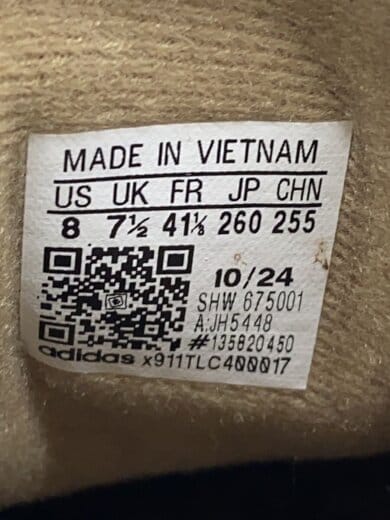 MADE IN VIETNAM
US UK FR JP CHN
8 7½ 41⅓ 260 255
10/24
SHW 675001
A:JH5448
#135820450
adidas x911TLC400017